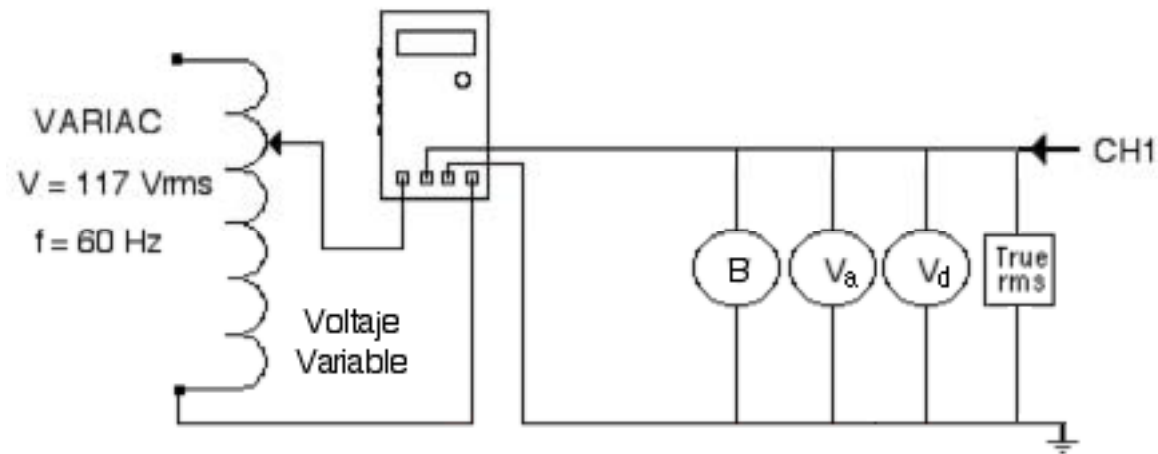 VARIAC
V = 117 Vrms
f = 60 Hz
Voltaje
Variable
B
Va
Vd
True
rms
CH1